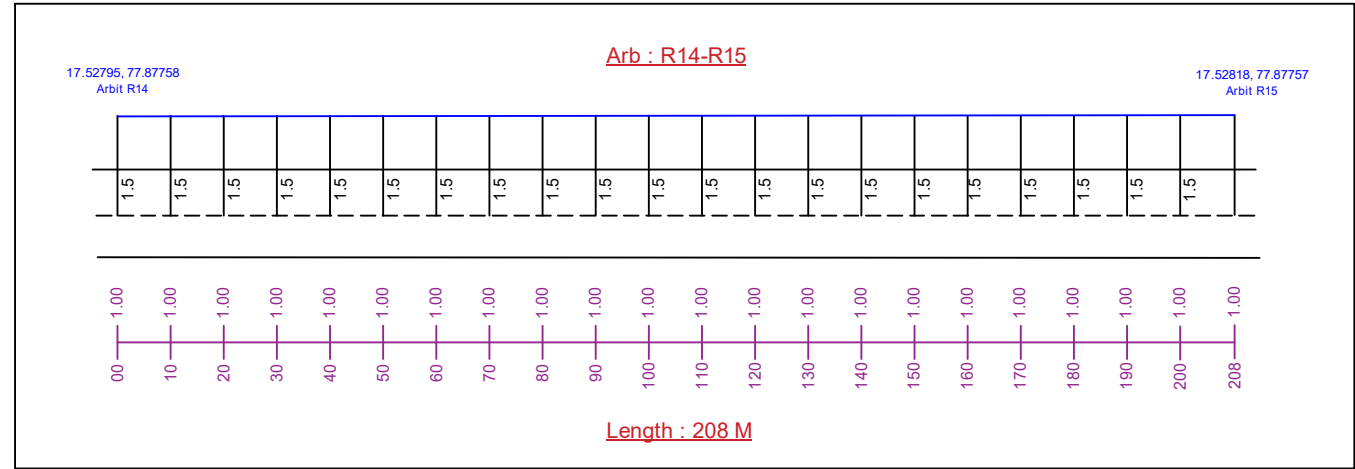 Arb : R14-R15
17.52795, 77.87758
Arbit R14
17.52818, 77.87757
Arbit R15
1.5 1.5 1.5 1.5 1.5 1.5 1.5 1.5 1.5 1.5 1.5 1.5 1.5 1.5 1.5 1.5 1.5 1.5 1.5 1.5 1.5
1.00 1.00 1.00 1.00 1.00 1.00 1.00 1.00 1.00 1.00 1.00 1.00 1.00 1.00 1.00 1.00 1.00 1.00 1.00 1.00 1.00 1.00
00 10 20 30 40 50 60 70 80 90 100 110 120 130 140 150 160 170 180 190 200 208
Length : 208 M